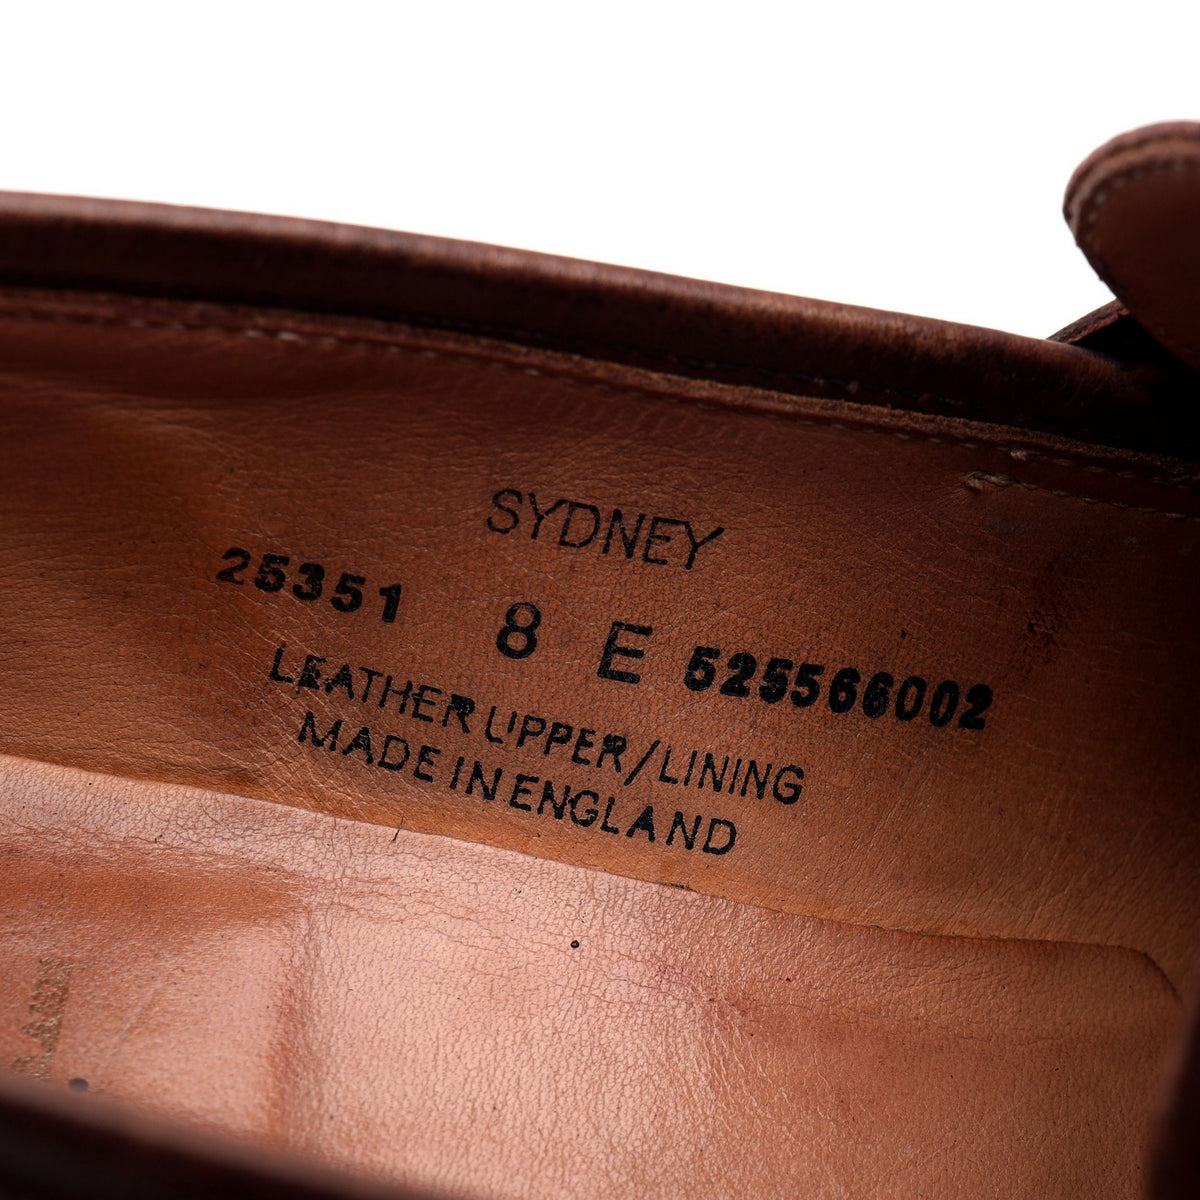 SYDNEY
25351 8 E 525566002
LEATHER UPPER/LINING
MADE IN ENGLAND